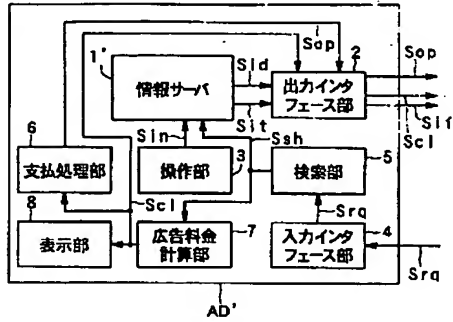 Sap
1'
情報サーバ
Sld
Sit
2
出力インタ
フェース部
Sap
Sif
Scl
6
支払処理部
Sin
操作部
3
Ssh
5
検索部
8
表示部
Scl
広告料金
計算部
7
Srq
入力インタ
フェース部
4
Srq
AD'